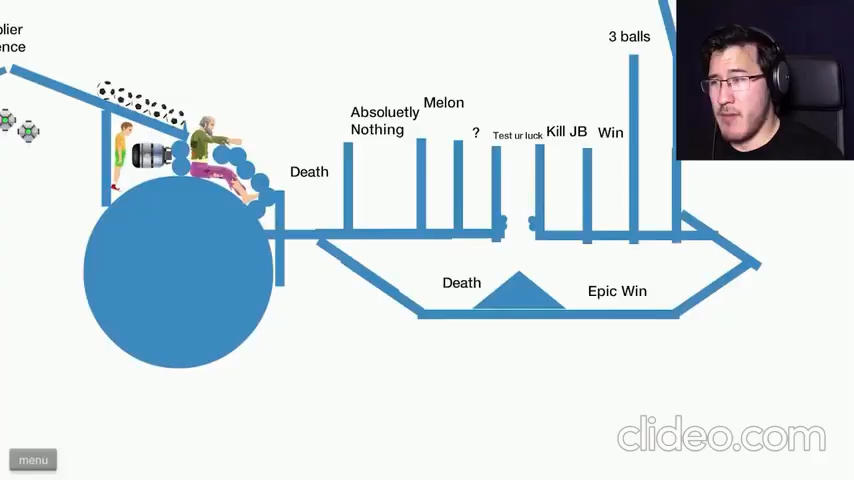 plier
ence
3 balls
Melon
Absoluetly
Nothing
?
Test ur luck
Kill JB
Win
Death
Death
Epic Win
clideo.com
menu